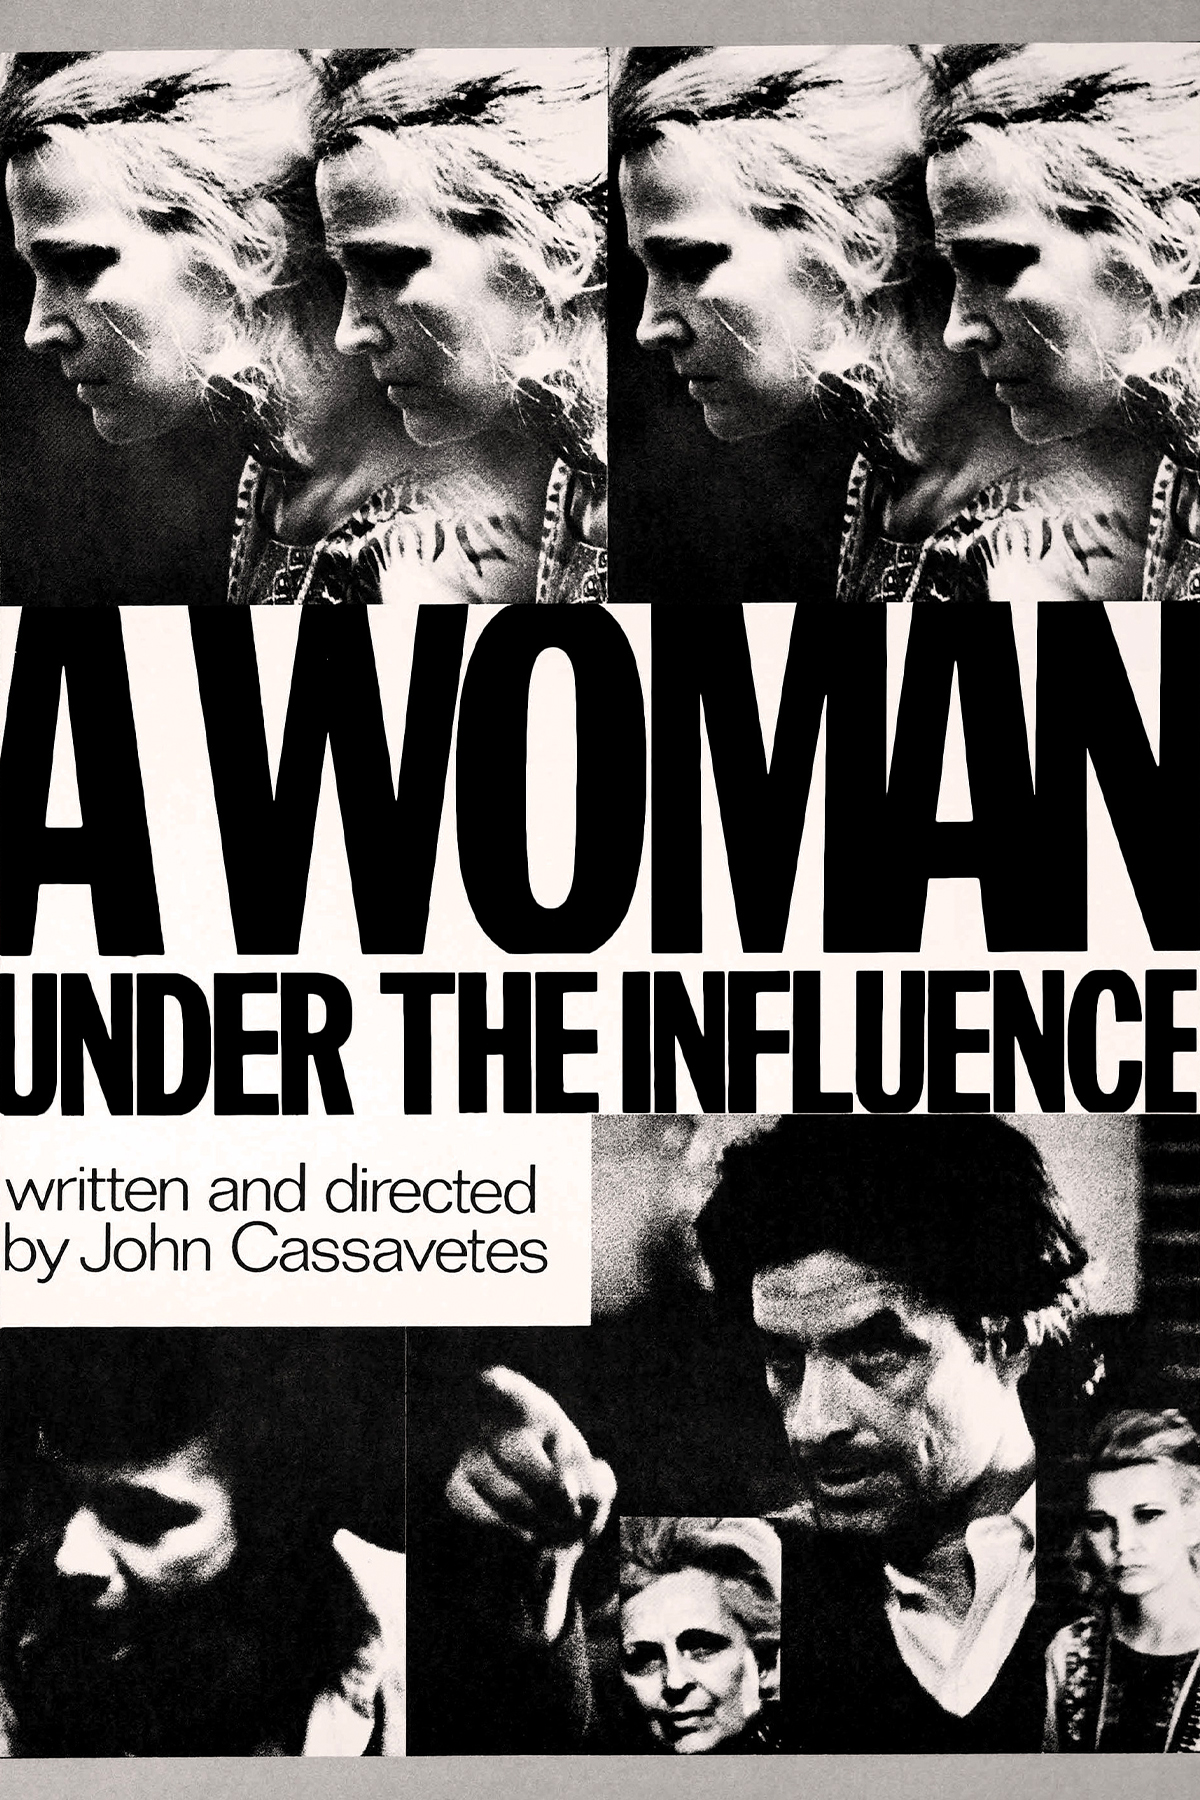 A WOMAN
UNDER THE INFLUENCE
written and directed
by John Cassavetes